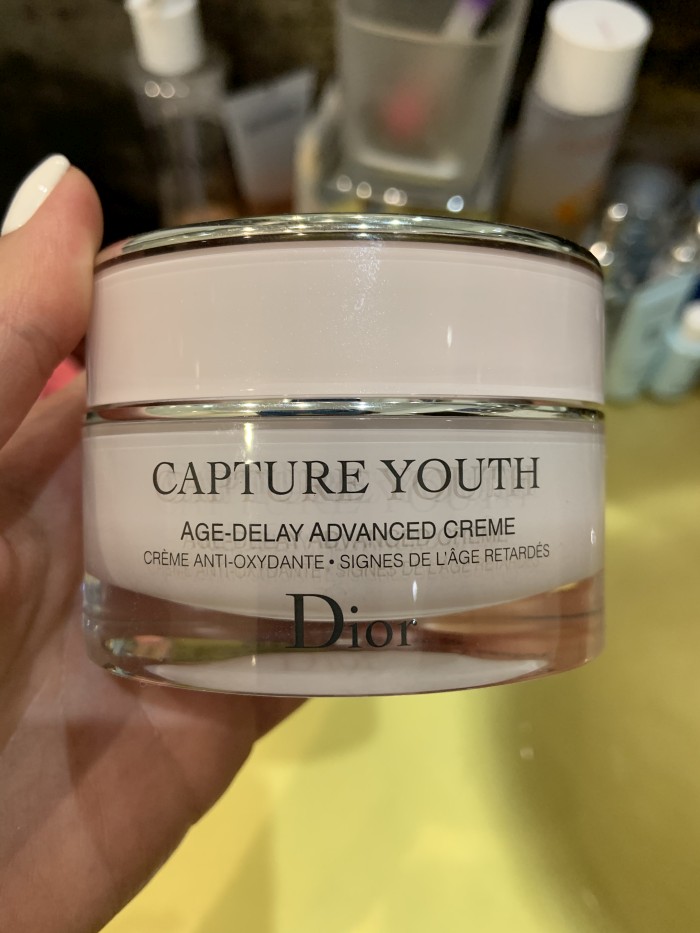 CAPTURE YOUTH
AGE-DELAY ADVANCED CREME
CRÈME ANTI-OXYDANTE • SIGNES DE L'ÂGE RETARDÉS
Dior